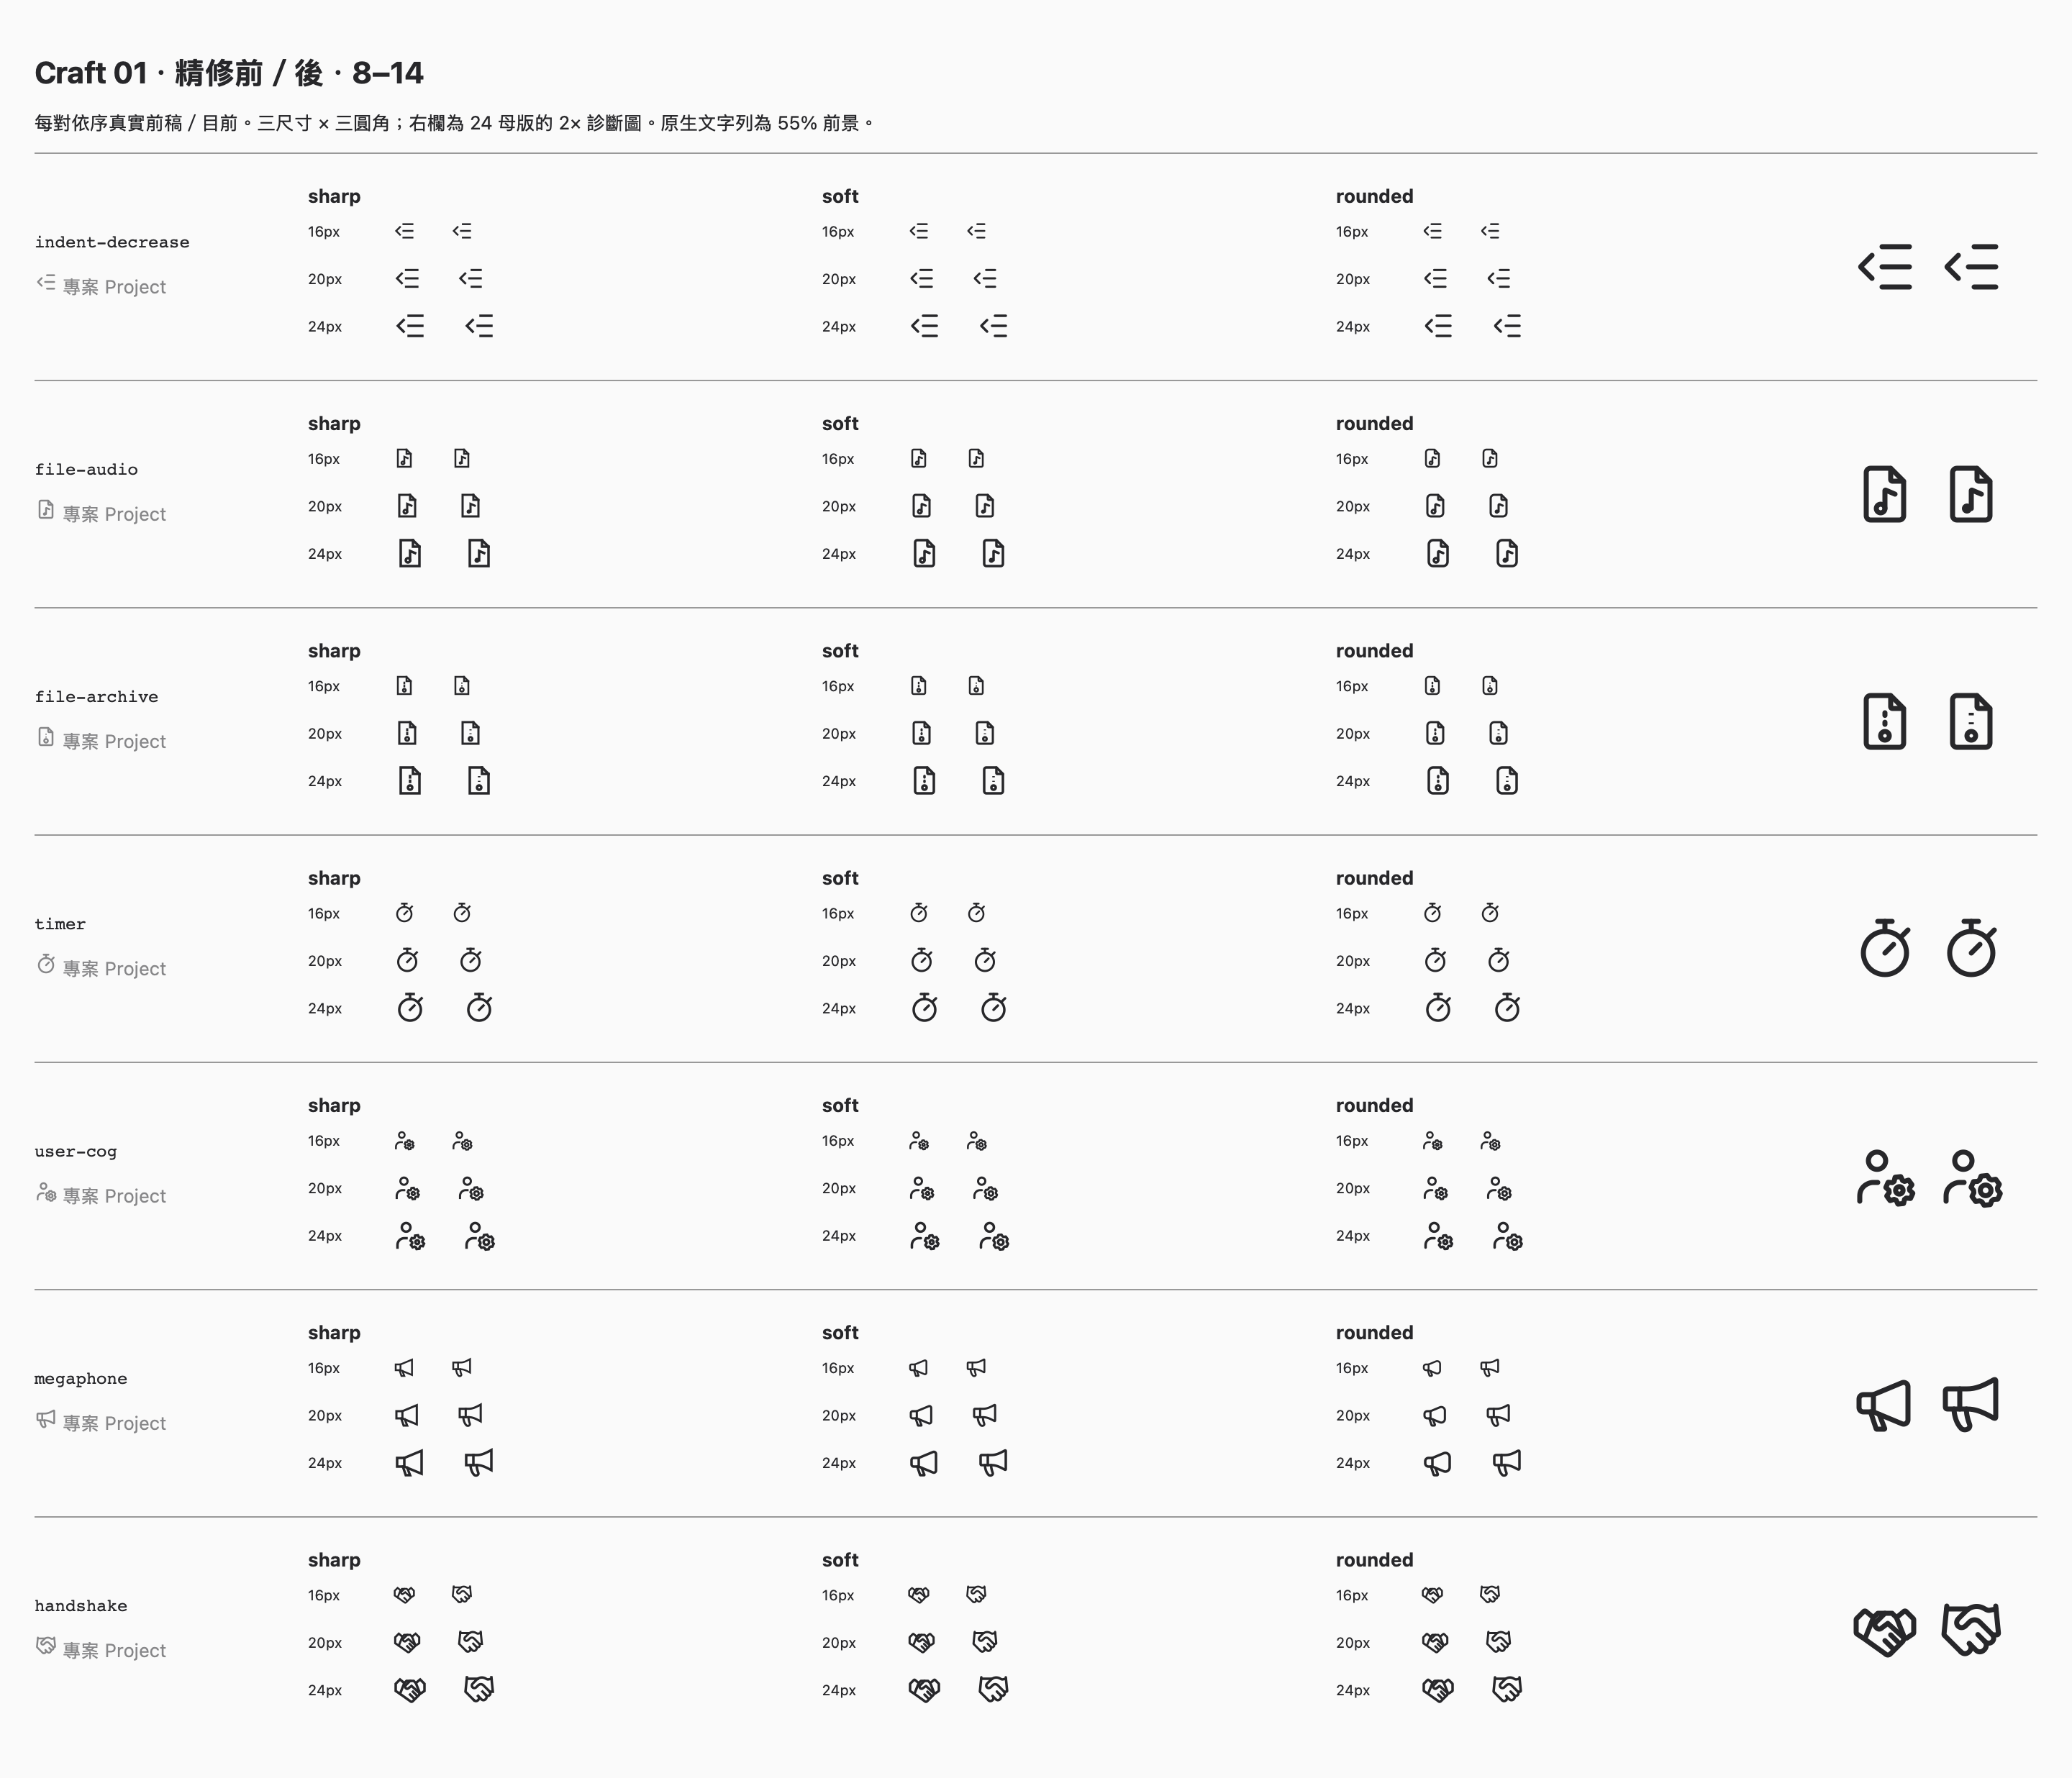 Craft 01 · 精修前 / 後 · 8–14
每對依序真實前稿 / 目前。三尺寸 × 三圓角；右欄為 24 母版的 2× 診斷圖。原生文字列為 55% 前景。
sharp soft rounded
16px 16px 16px
indent-decrease
20px 20px 20px
專案 Project
24px 24px 24px
sharp soft rounded
16px 16px 16px
file-audio
20px 20px 20px
專案 Project
24px 24px 24px
sharp soft rounded
16px 16px 16px
file-archive
20px 20px 20px
專案 Project
24px 24px 24px
sharp soft rounded
16px 16px 16px
timer
20px 20px 20px
專案 Project
24px 24px 24px
sharp soft rounded
16px 16px 16px
user-cog
20px 20px 20px
專案 Project
24px 24px 24px
sharp soft rounded
16px 16px 16px
megaphone
20px 20px 20px
專案 Project
24px 24px 24px
sharp soft rounded
16px 16px 16px
handshake
20px 20px 20px
專案 Project
24px 24px 24px